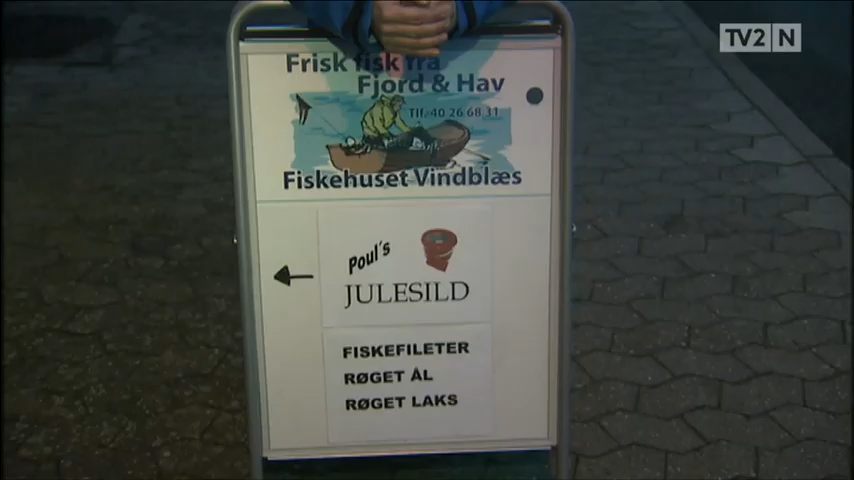 TV2 N
Frisk fisk fra
Fjord & Hav
Tlf. 40 26 68 31
Fiskehuset Vindblæs
Poul's
JULESILD
FISKEFILETER
RØGET ÅL
RØGET LAKS